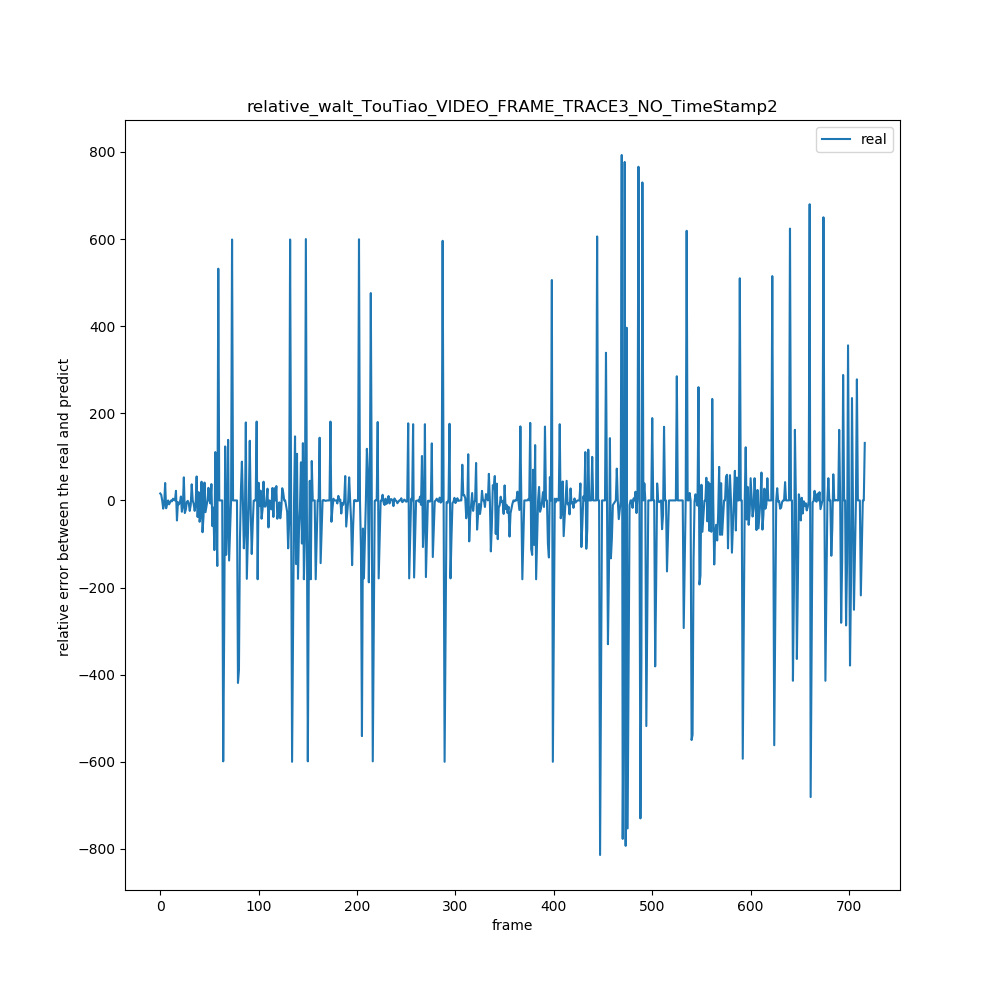 relative_walt_TouTiao_VIDEO_FRAME_TRACE3_NO_TimeStamp2
real
800
600
400
200
0
−200
−400
−600
−800
relative error between the real and predict
0 100 200 300 400 500 600 700
frame